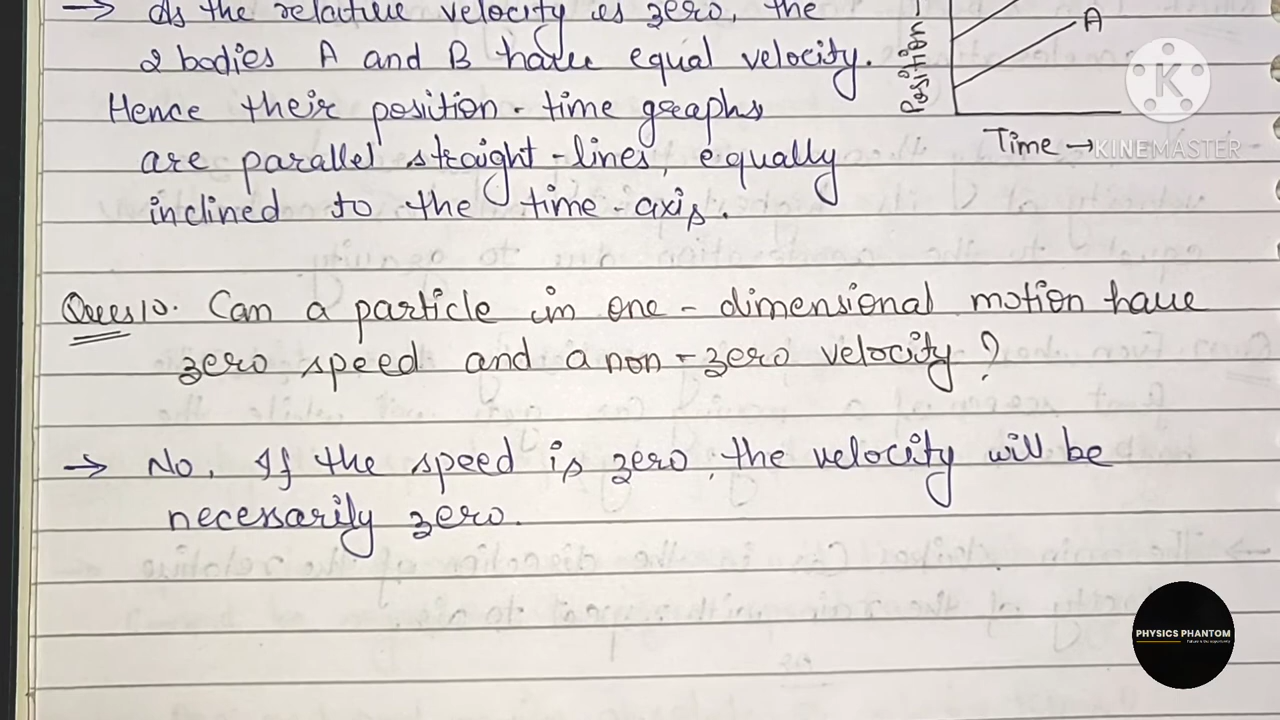 → As the relative velocity is zero, the
2 bodies A and B have equal velocity.
Hence their position-time graphs
are parallel straight-lines, equally
inclined to the time-axis.
Position→
A
Time →
K
KINEMASTER
Ques10. Can a particle in one-dimensional motion have
zero speed and a non-zero velocity?
→ No, If the speed is zero, the velocity will be
necessarily zero.
PHYSICS PHANTOM